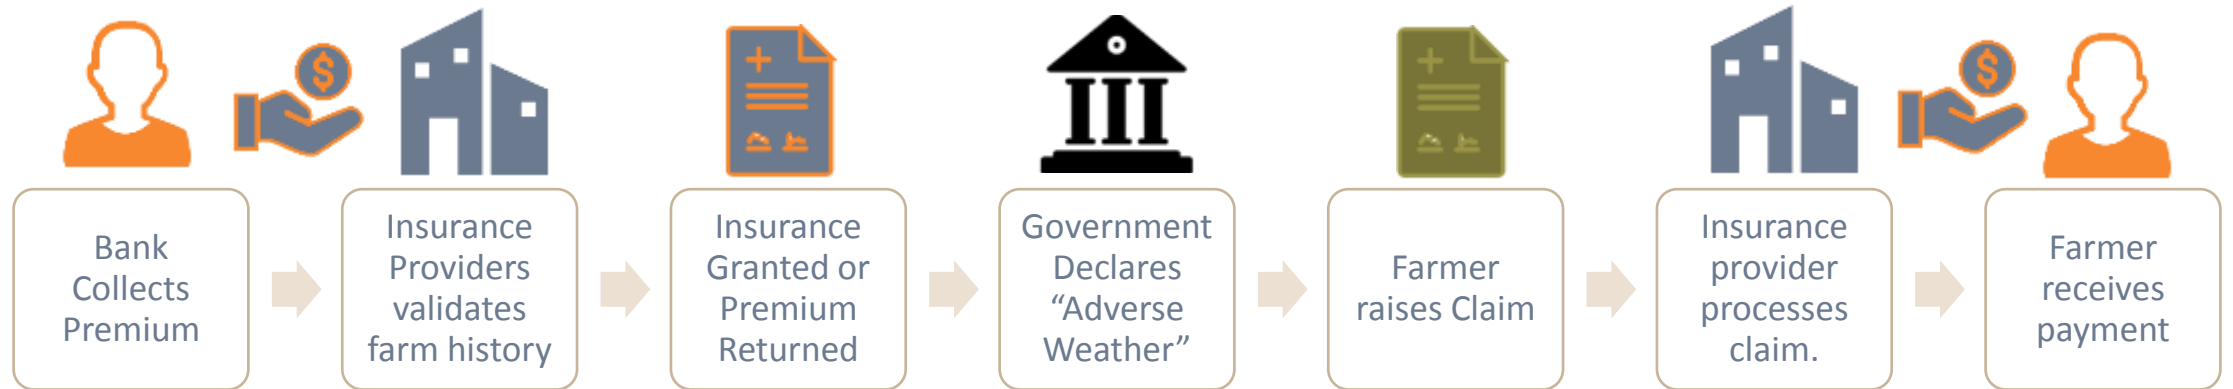 Bank
Collects
Premium
Insurance
Providers
validates
farm history
Insurance
Granted or
Premium
Returned
Government
Declares
“Adverse
Weather”
Farmer
raises Claim
Insurance
provider
processes
claim.
Farmer
receives
payment